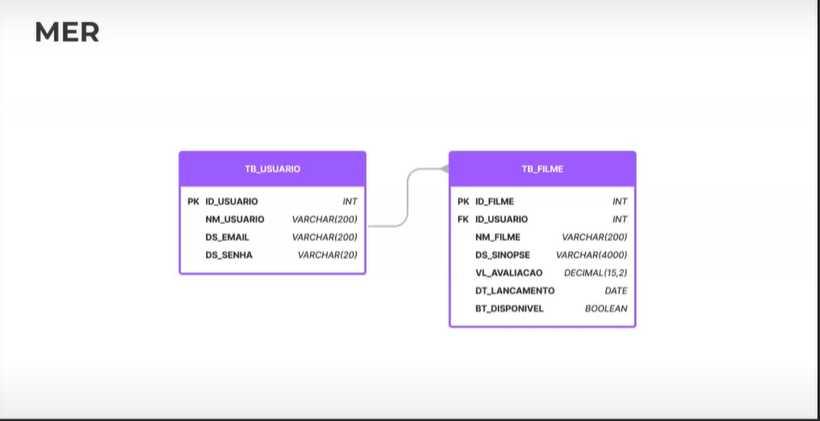 MER
TB_USUARIO
PK ID_USUARIO INT
NM_USUARIO VARCHAR(200)
DS_EMAIL VARCHAR(200)
DS_SENHA VARCHAR(20)
TB_FILME
PK ID_FILME INT
FK ID_USUARIO INT
NM_FILME VARCHAR(200)
DS_SINOPSE VARCHAR(4000)
VL_AVALIACAO DECIMAL(15,2)
DT_LANCAMENTO DATE
BT_DISPONIVEL BOOLEAN